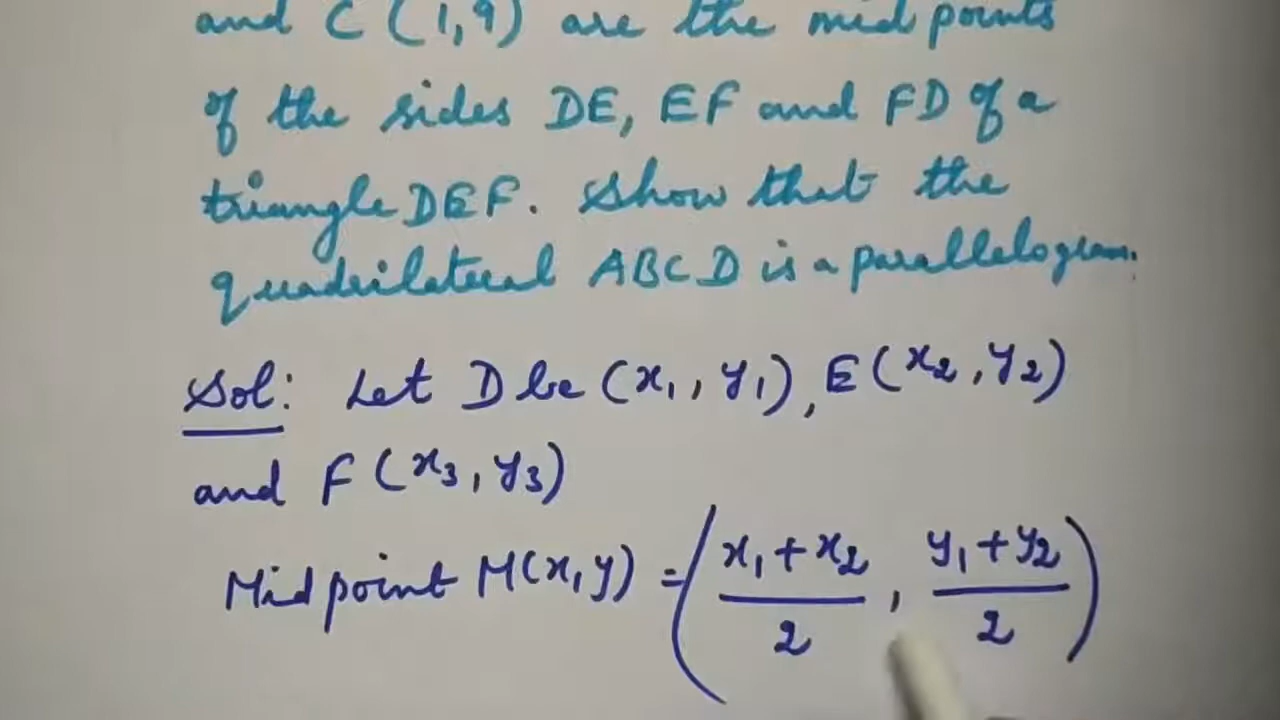 and C (1,9) are the mid points
of the sides DE, EF and FD of a
triangle DEF. Show that the
quadrilateral ABCD is a parallelogram.
Sol: Let D be (x₁, y₁), E(x₂, y₂)
and F(x₃, y₃)
Midpoint M(x,y) = ((x₁+x₂)/2, (y₁+y₂)/2)